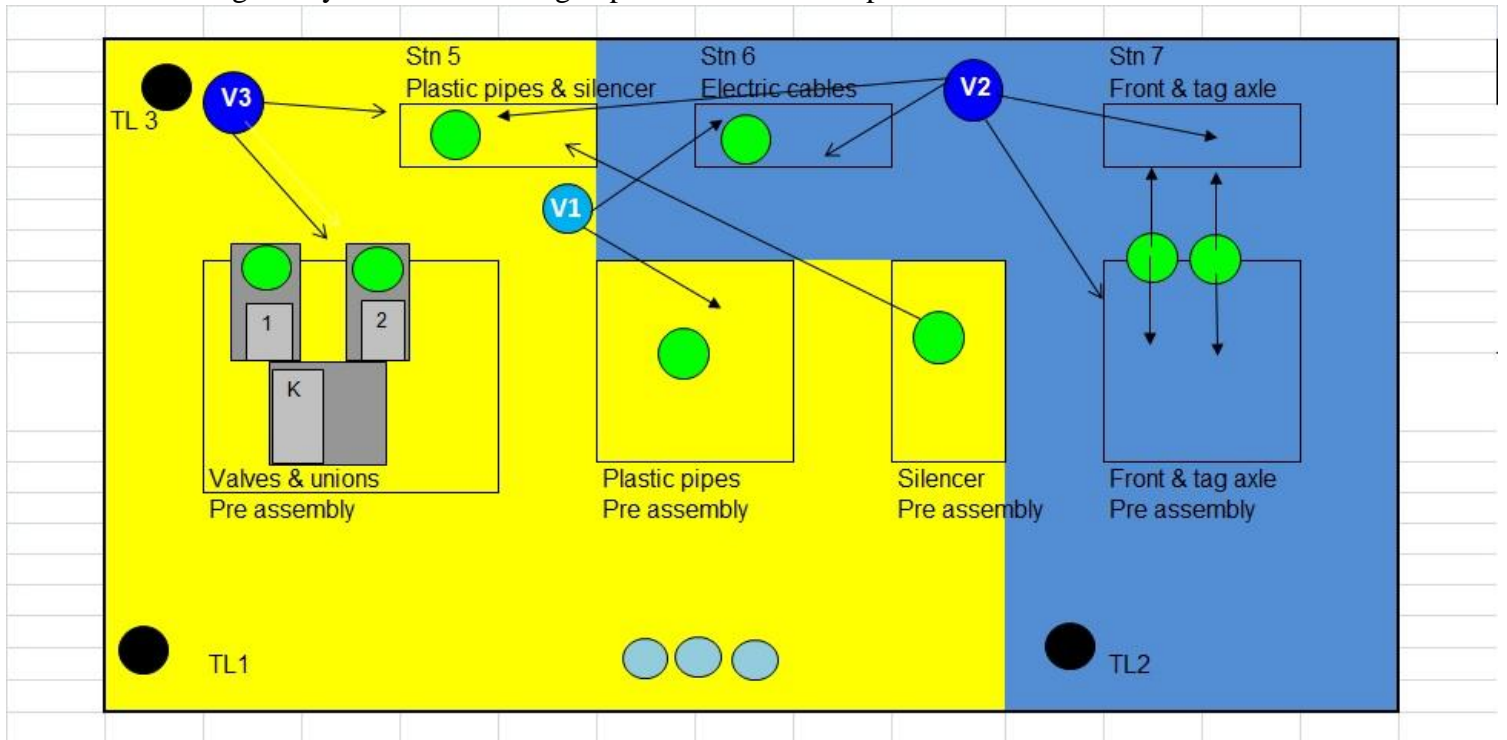 Stn 5
Plastic pipes & silencer
Stn 6
Electric cables
Stn 7
Front & tag axle
V3
V2
TL 3
V1
1
2
K
Valves & unions
Pre assembly
Plastic pipes
Pre assembly
Silencer
Pre assembly
Front & tag axle
Pre assembly
TL1
TL2